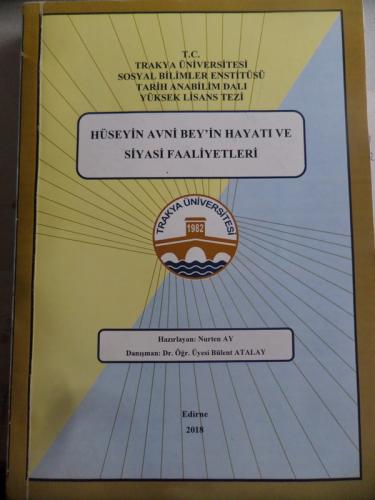 T.C.
TRAKYA ÜNİVERSİTESİ
SOSYAL BİLİMLER ENSTİTÜSÜ
TARİH ANABİLİM DALI
YÜKSEK LİSANS TEZİ
HÜSEYİN AVNİ BEY'İN HAYATI VE
SİYASİ FAALİYETLERİ
TRAKYA ÜNİVERSİTESİ
1982
Hazırlayan: Nurten AY
Danışman: Dr. Öğr. Üyesi Bülent ATALAY
Edirne
2018